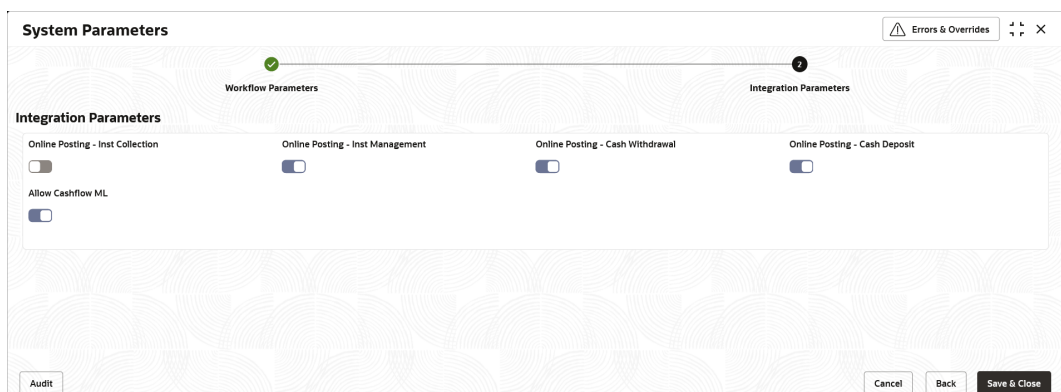 System Parameters
Errors & Overrides
2
Workflow Parameters
Integration Parameters
Integration Parameters
Online Posting - Inst Collection
Online Posting - Inst Management
Online Posting - Cash Withdrawal
Online Posting - Cash Deposit
Allow Cashflow ML
Audit
Cancel
Back
Save & Close